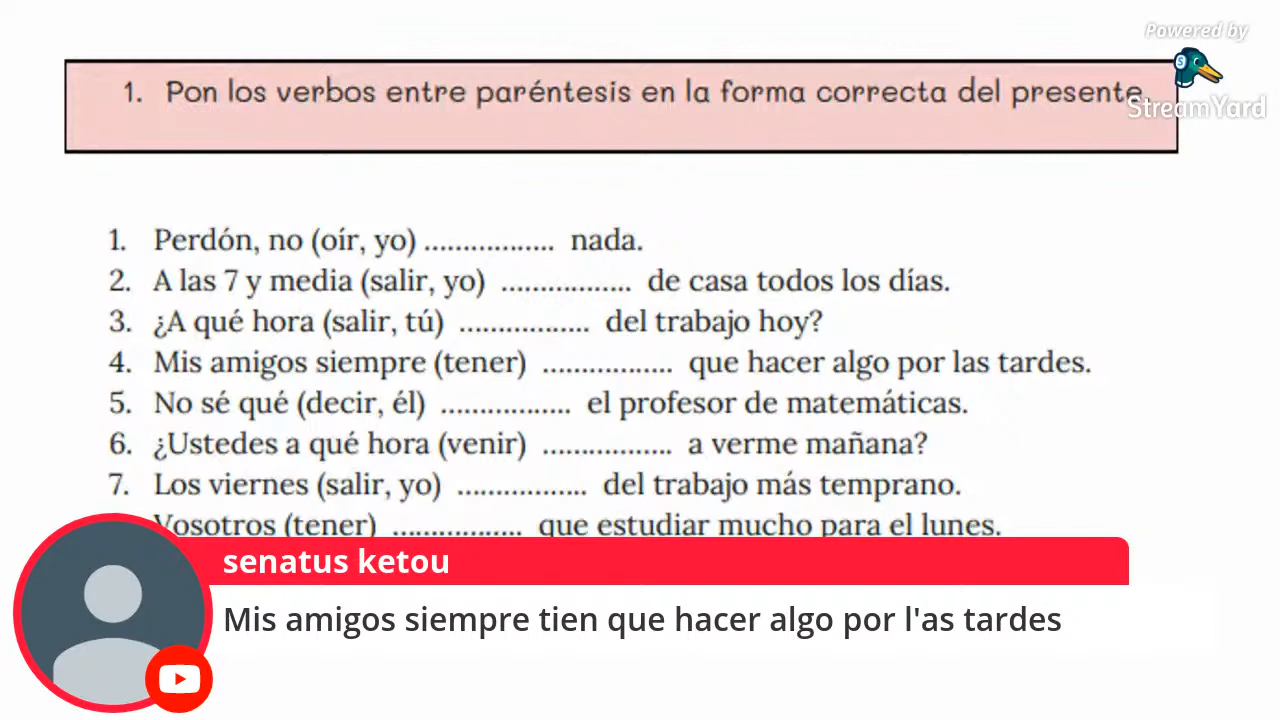 Powered by
StreamYard
1. Pon los verbos entre paréntesis en la forma correcta del presente.
1. Perdón, no (oír, yo) ................. nada.
2. A las 7 y media (salir, yo) ................. de casa todos los días.
3. ¿A qué hora (salir, tú) ................. del trabajo hoy?
4. Mis amigos siempre (tener) ................. que hacer algo por las tardes.
5. No sé qué (decir, él) ................. el profesor de matemáticas.
6. ¿Ustedes a qué hora (venir) ................. a verme mañana?
7. Los viernes (salir, yo) ................. del trabajo más temprano.
Vosotros (tener) ................. que estudiar mucho para el lunes.
senatus ketou
Mis amigos siempre tien que hacer algo por l'as tardes